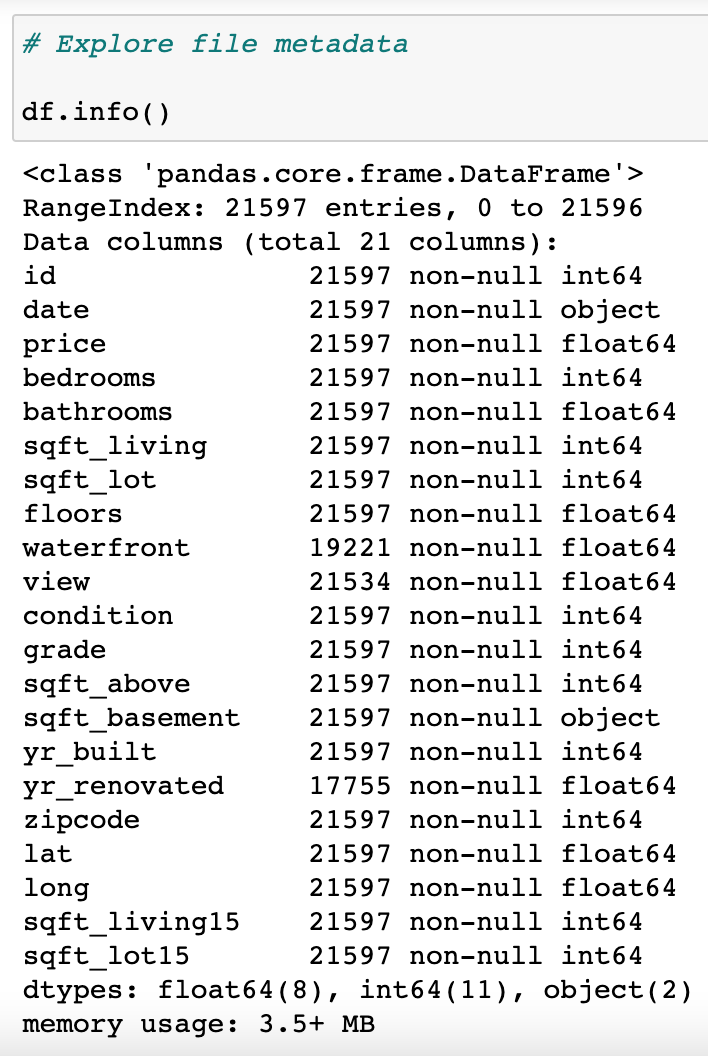 # Explore file metadata
df.info()
<class 'pandas.core.frame.DataFrame'>
RangeIndex: 21597 entries, 0 to 21596
Data columns (total 21 columns):
id               21597 non-null int64
date             21597 non-null object
price            21597 non-null float64
bedrooms         21597 non-null int64
bathrooms        21597 non-null float64
sqft_living      21597 non-null int64
sqft_lot         21597 non-null int64
floors           21597 non-null float64
waterfront       19221 non-null float64
view             21534 non-null float64
condition        21597 non-null int64
grade            21597 non-null int64
sqft_above       21597 non-null int64
sqft_basement    21597 non-null object
yr_built         21597 non-null int64
yr_renovated     17755 non-null float64
zipcode          21597 non-null int64
lat              21597 non-null float64
long             21597 non-null float64
sqft_living15    21597 non-null int64
sqft_lot15       21597 non-null int64
dtypes: float64(8), int64(11), object(2)
memory usage: 3.5+ MB